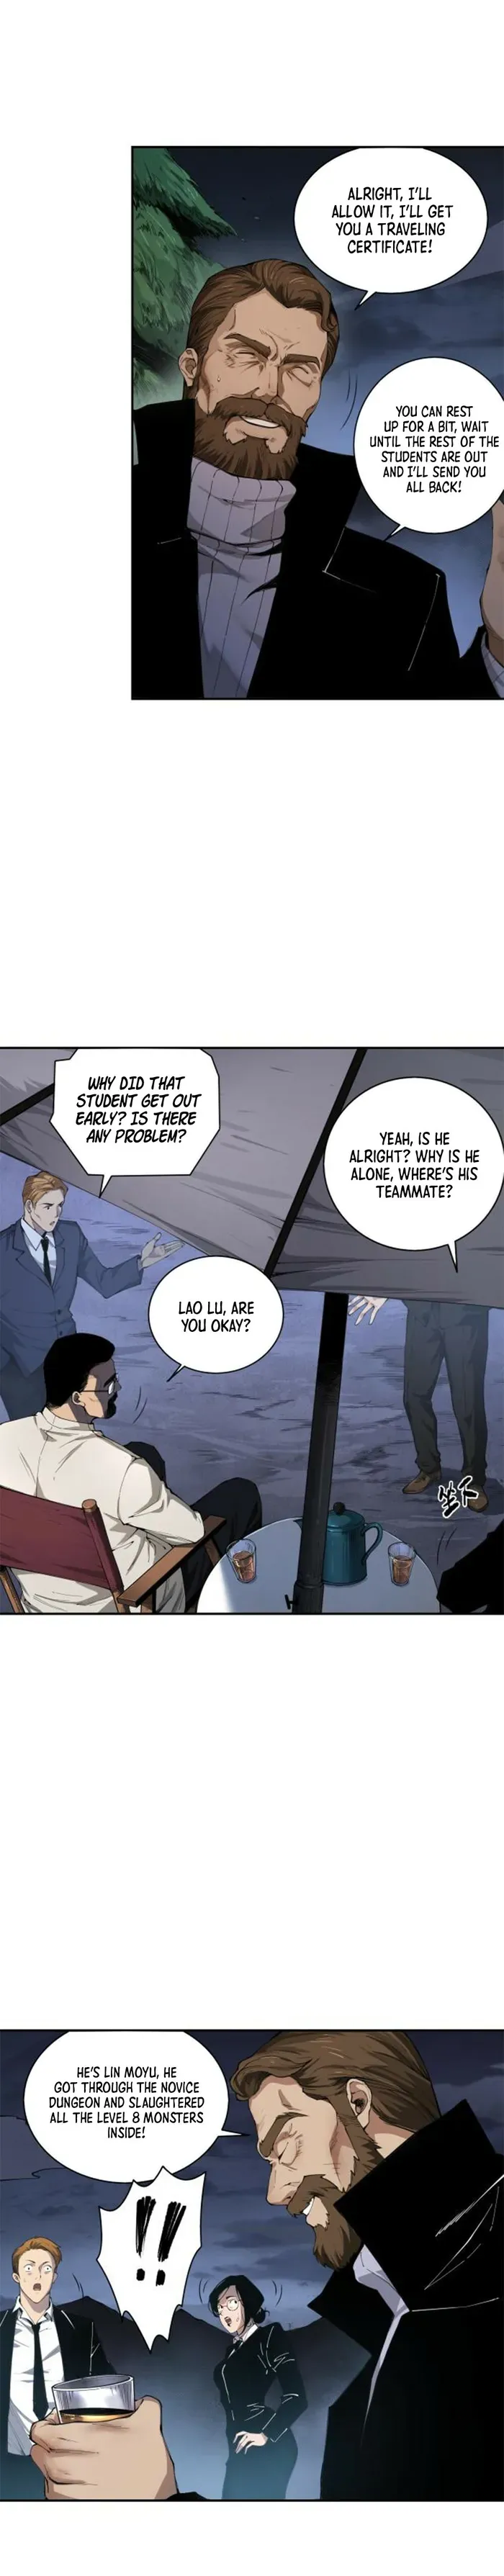 ALRIGHT, I'LL
ALLOW IT, I'LL GET
YOU A TRAVELING
CERTIFICATE!
YOU CAN REST
UP FOR A BIT, WAIT
UNTIL THE REST OF THE
STUDENTS ARE OUT
AND I'LL SEND YOU
ALL BACK!
WHY DID THAT
STUDENT GET OUT
EARLY? IS THERE
ANY PROBLEM?
YEAH, IS HE
ALRIGHT? WHY IS HE
ALONE, WHERE'S HIS
TEAMMATE?
LAO LU, ARE
YOU OKAY?
坐下
HE'S LIN MOYU, HE
GOT THROUGH THE NOVICE
DUNGEON AND SLAUGHTERED
ALL THE LEVEL 8 MONSTERS
INSIDE!
!!